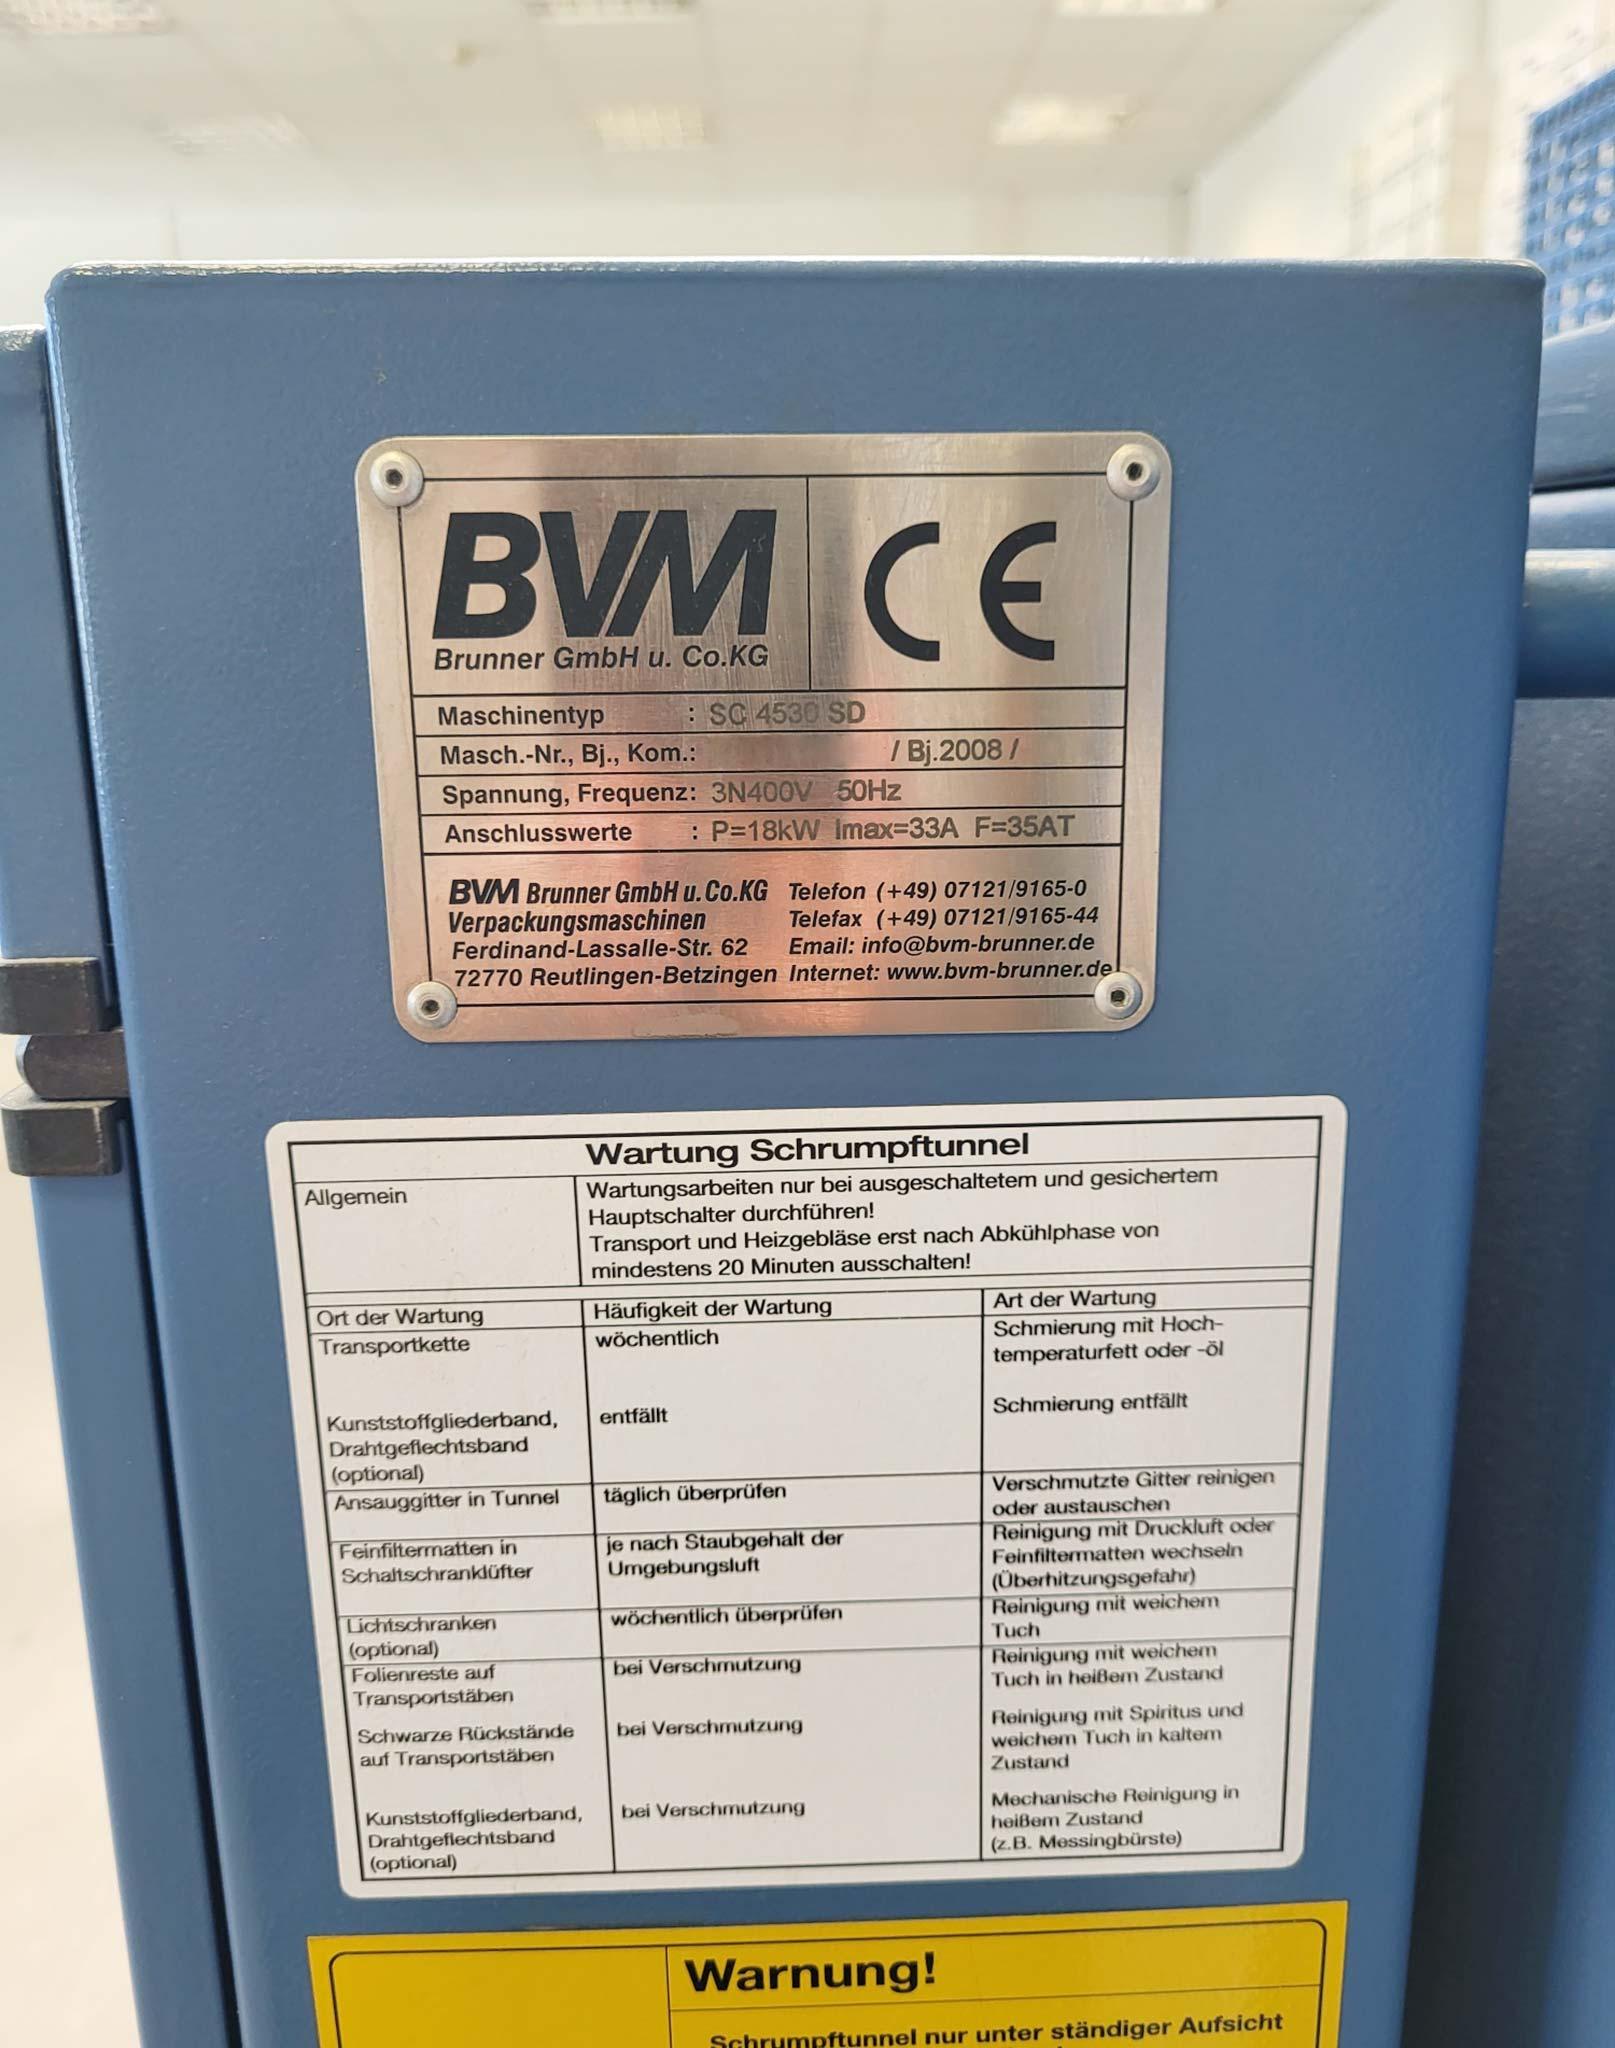 BVM
Brunner GmbH u. Co.KG
CE
Maschinentyp : SC 4530 SD
Masch.-Nr., Bj., Kom.: / Bj.2008 /
Spannung, Frequenz: 3N400V 50Hz
Anschlusswerte : P=18kW Imax=33A F=35AT
BVM Brunner GmbH u. Co.KG Telefon (+49) 07121/9165-0
Verpackungsmaschinen Telefax (+49) 07121/9165-44
Ferdinand-Lassalle-Str. 62 Email: info@bvm-brunner.de
72770 Reutlingen-Betzingen Internet: www.bvm-brunner.de
Wartung Schrumpftunnel
Allgemein
Wartungsarbeiten nur bei ausgeschaltetem und gesichertem
Hauptschalter durchführen!
Transport und Heizgebläse erst nach Abkühlphase von
mindestens 20 Minuten ausschalten!
Ort der Wartung
Häufigkeit der Wartung
Art der Wartung
Transportkette
wöchentlich
Schmierung mit Hoch-
temperaturfett oder -öl
Kunststoffgliederband,
Drahtgeflechtsband
(optional)
entfällt
Schmierung entfällt
Ansauggitter in Tunnel
täglich überprüfen
Verschmutzte Gitter reinigen
oder austauschen
Feinfiltermatten in
Schaltschranklüfter
je nach Staubgehalt der
Umgebungsluft
Reinigung mit Druckluft oder
Feinfiltermatten wechseln
(Überhitzungsgefahr)
Lichtschranken
(optional)
wöchentlich überprüfen
Reinigung mit weichem
Tuch
Folienreste auf
Transportstäben
bei Verschmutzung
Reinigung mit weichem
Tuch in heißem Zustand
Schwarze Rückstände
auf Transportstäben
bei Verschmutzung
Reinigung mit Spiritus und
weichem Tuch in kaltem
Zustand
Kunststoffgliederband,
Drahtgeflechtsband
(optional)
bei Verschmutzung
Mechanische Reinigung in
heißem Zustand
(z.B. Messingbürste)
Warnung!
Schrumpftunnel nur unter ständiger Aufsicht